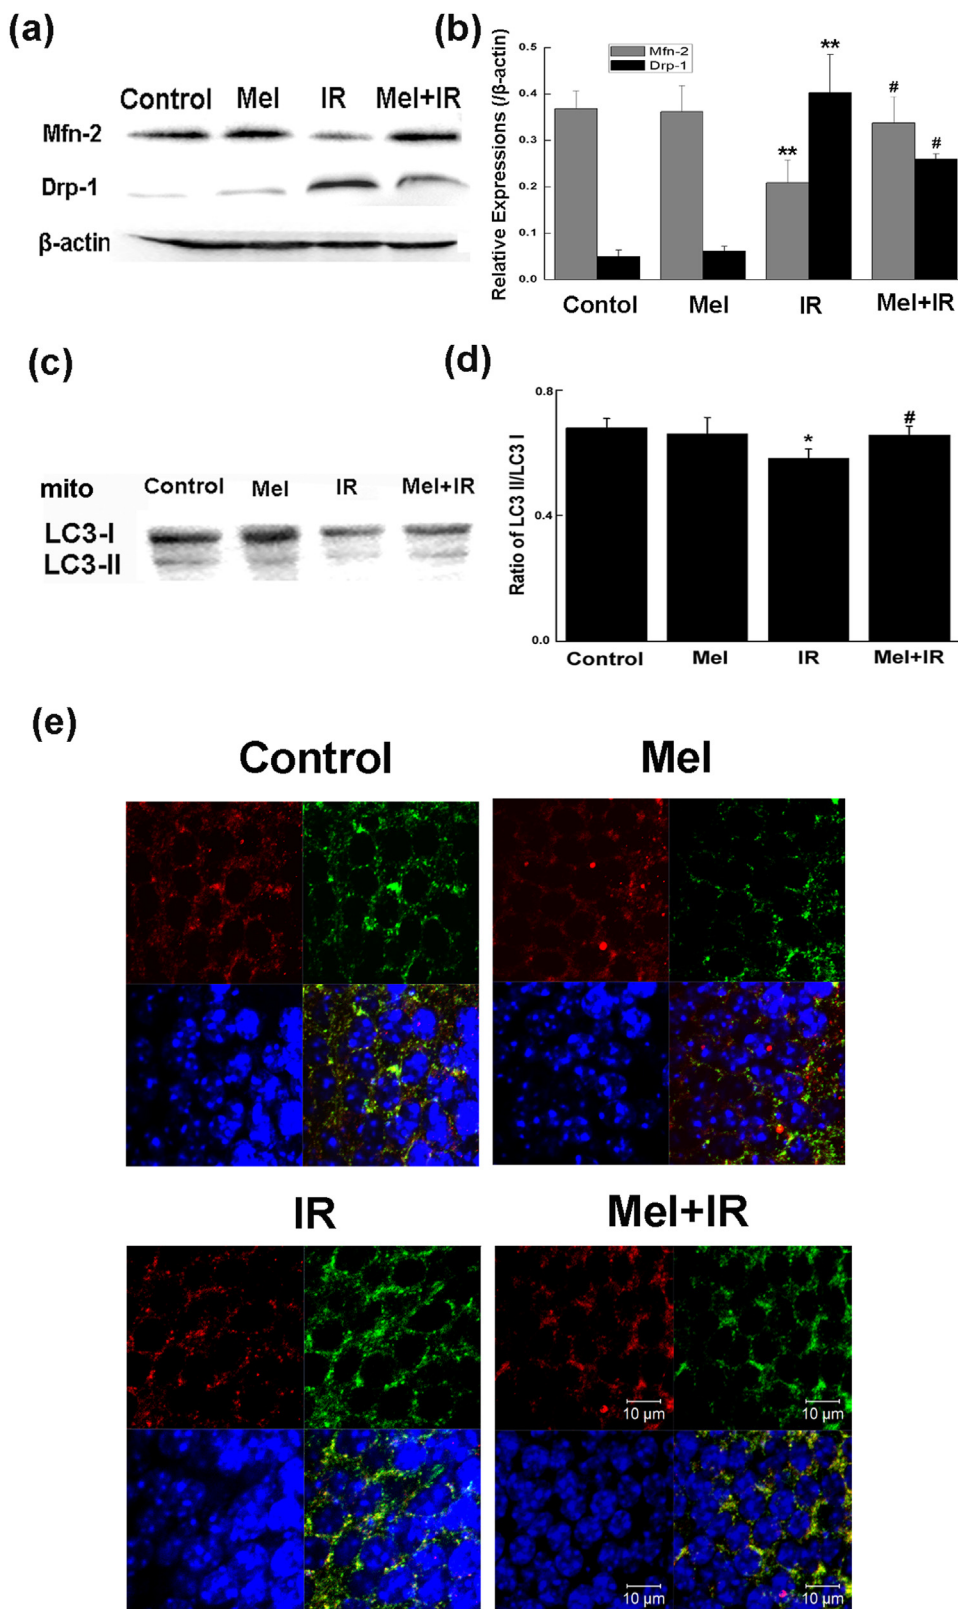 (a)
Control Mel IR Mel+IR
Mfn-2
Drp-1
β-actin
(b)
Relative Expressions (/β-actin)
0.5
0.4
0.3
0.2
0.1
0.0
Mfn-2
Drp-1
**
**
#
#
Contol Mel IR Mel+IR
(c)
mito Control Mel IR Mel+IR
LC3-I
LC3-II
(d)
Ratio of LC3 II/LC3 I
0.8
0.4
0.0
*
#
Control Mel IR Mel+IR
(e)
Control Mel
IR Mel+IR
10 µm 10 µm
10 µm 10 µm